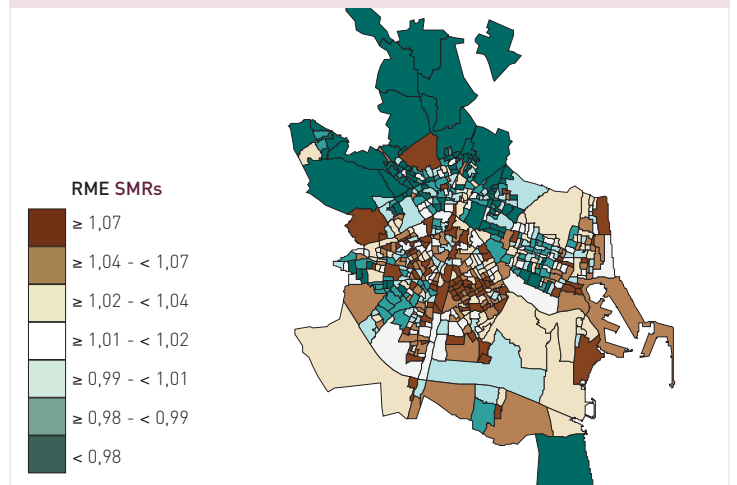 RME SMRs
≥ 1,07
≥ 1,04 - < 1,07
≥ 1,02 - < 1,04
≥ 1,01 - < 1,02
≥ 0,99 - < 1,01
≥ 0,98 - < 0,99
< 0,98